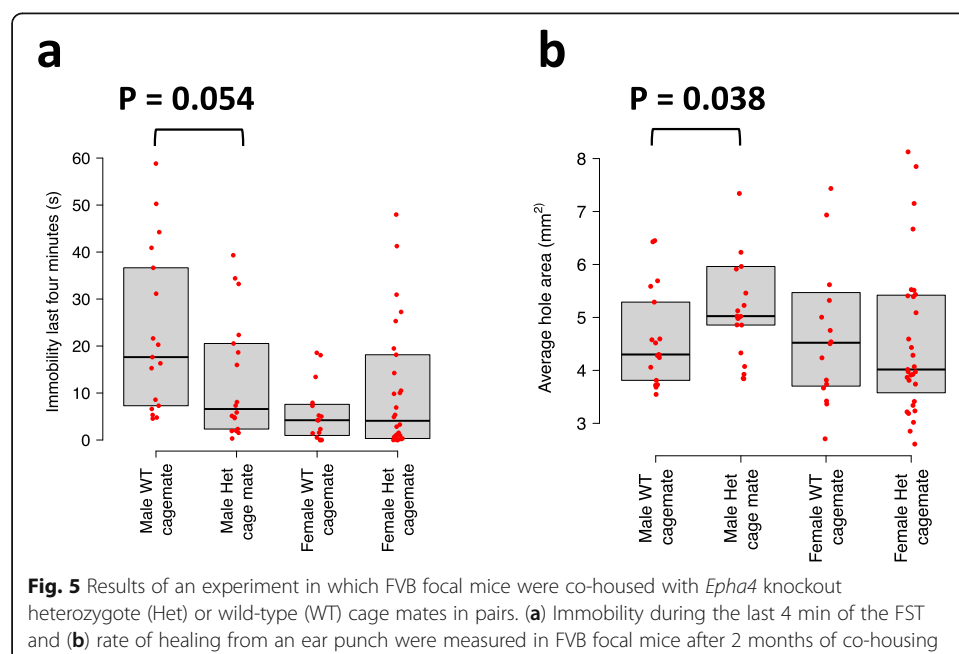 a
b
P = 0.054
P = 0.038
Immobility last four minutes (s)
60
50
40
30
20
10
0
Male WT
cagemate
Male Het
cage mate
Female WT
cagemate
Female Het
cagemate
Average hole area (mm²)
8
7
6
5
4
3
Male WT
cagemate
Male Het
cage mate
Female WT
cagemate
Female Het
cagemate
Fig. 5 Results of an experiment in which FVB focal mice were co-housed with Epha4 knockout
heterozygote (Het) or wild-type (WT) cage mates in pairs. (a) Immobility during the last 4 min of the FST
and (b) rate of healing from an ear punch were measured in FVB focal mice after 2 months of co-housing